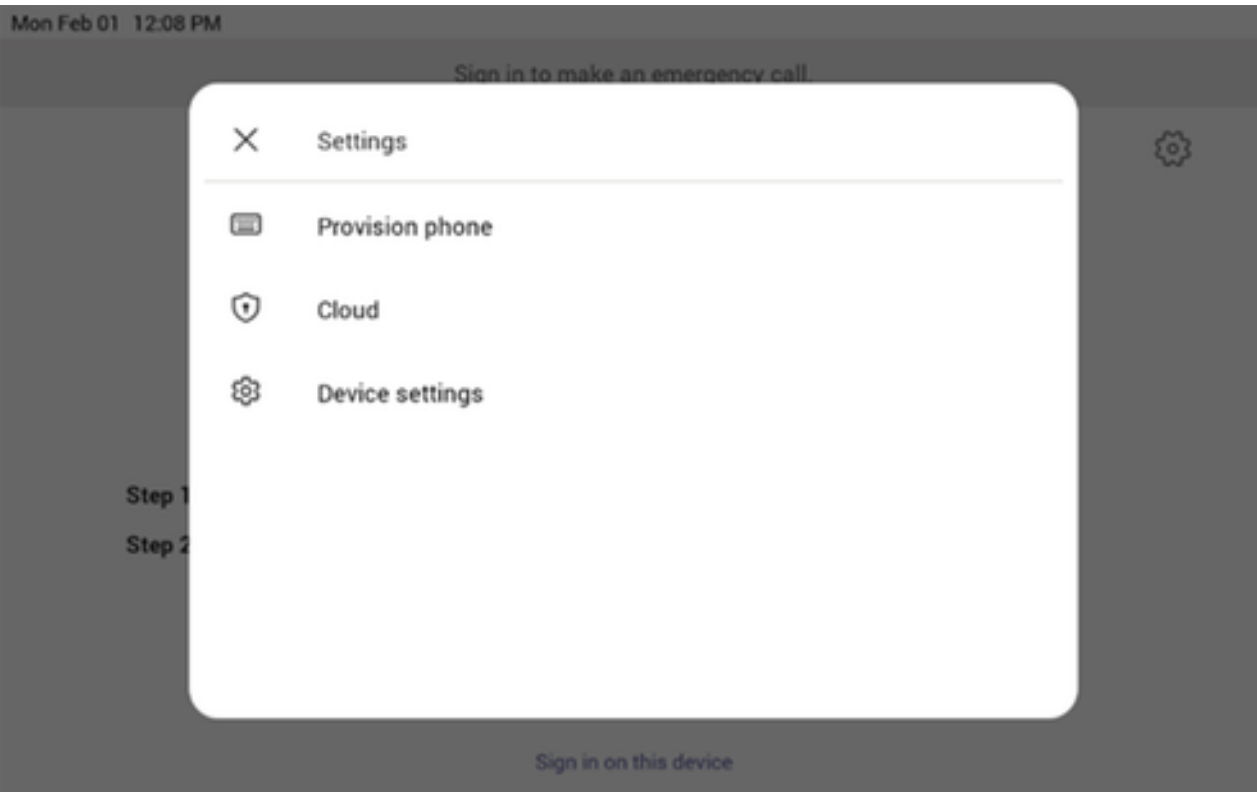 Mon Feb 01 12:08 PM
Sign in to make an emergency call.
Settings
Provision phone
Cloud
Device settings
Step 1
Step 2
Sign in on this device